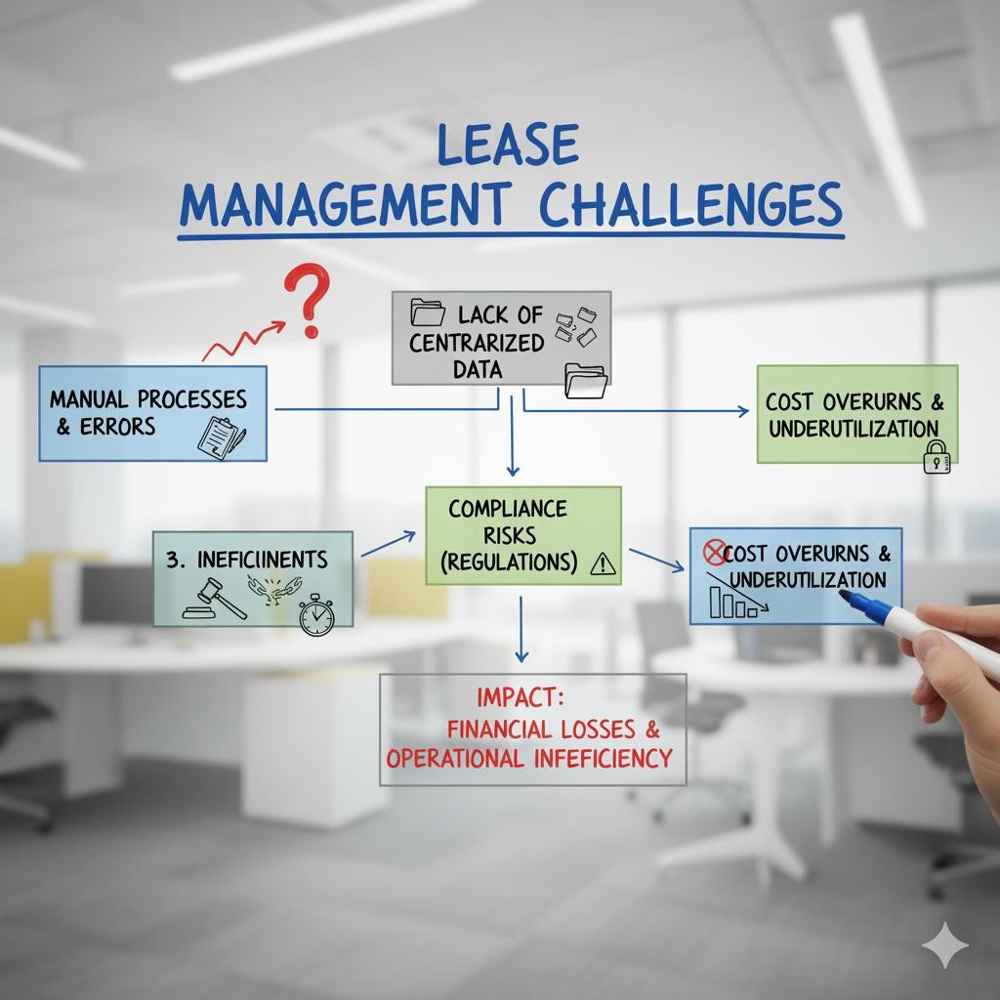 LEASE
MANAGEMENT CHALLENGES
LACK OF
CENTRARIZED
DATA
MANUAL PROCESSES
& ERRORS
COST OVERURNS &
UNDERUTILIZATION
COMPLIANCE
RISKS
(REGULATIONS)
3. INEFICIINENTS
COST OVERURNS &
UNDERUTILIZATION
IMPACT:
FINANCIAL LOSSES &
OPERATIONAL INFEFICIENCY